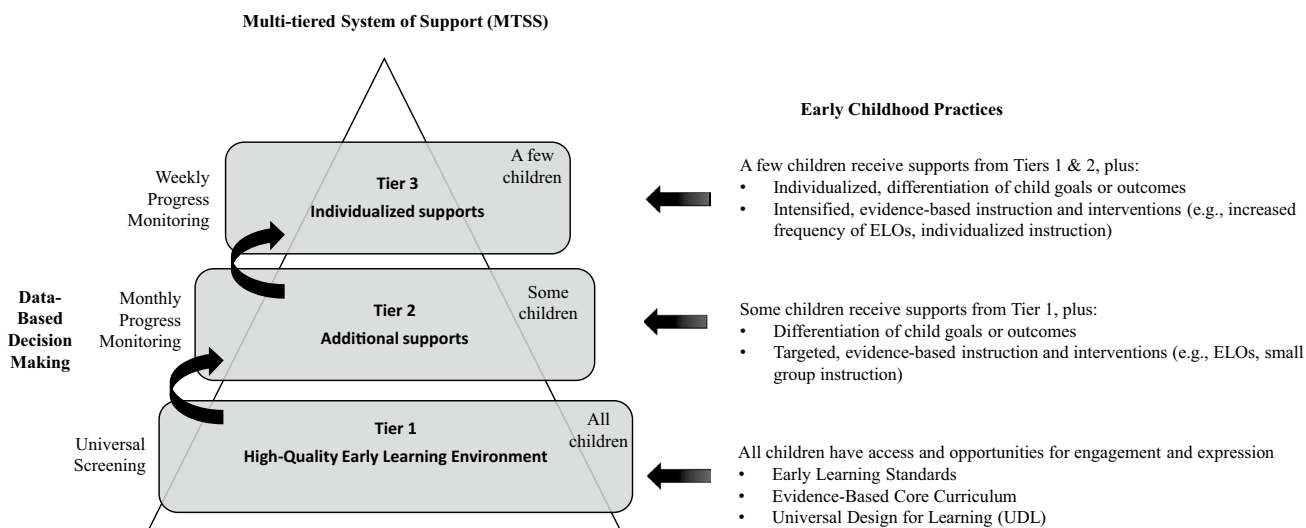 Multi-tiered System of Support (MTSS)
Early Childhood Practices
Weekly
Progress
Monitoring
A few
children
Tier 3
Individualized supports
A few children receive supports from Tiers 1 & 2, plus:
• Individualized, differentiation of child goals or outcomes
• Intensified, evidence-based instruction and interventions (e.g., increased
frequency of ELOs, individualized instruction)
Data-
Based
Decision
Making
Monthly
Progress
Monitoring
Some
children
Tier 2
Additional supports
Some children receive supports from Tier 1, plus:
• Differentiation of child goals or outcomes
• Targeted, evidence-based instruction and interventions (e.g., ELOs, small
group instruction)
Universal
Screening
All
children
Tier 1
High-Quality Early Learning Environment
All children have access and opportunities for engagement and expression
• Early Learning Standards
• Evidence-Based Core Curriculum
• Universal Design for Learning (UDL)